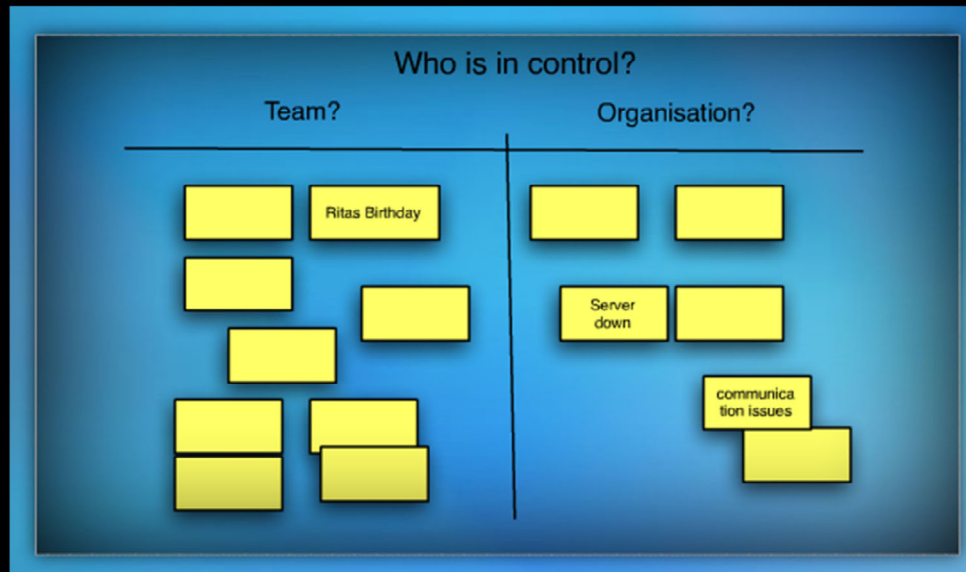 Who is in control?
Team?
Organisation?
Ritas Birthday
Server
down
communica
tion issues